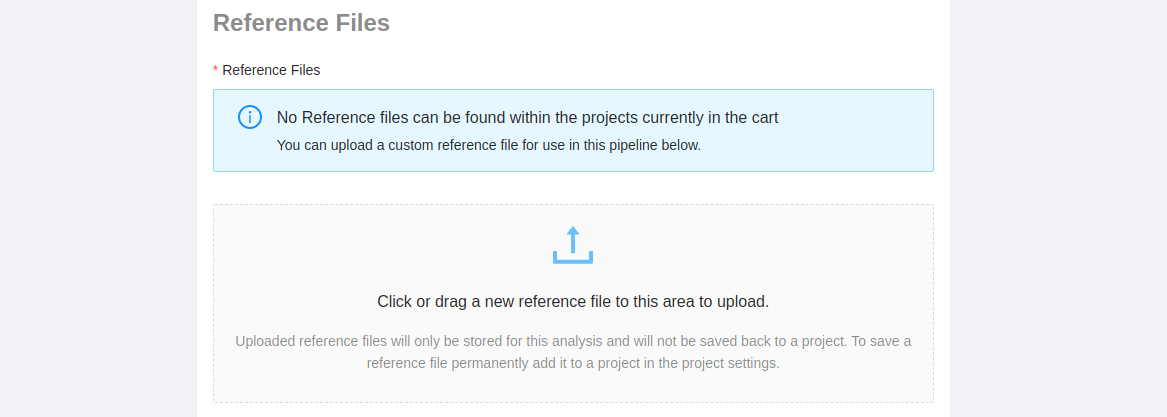 Reference Files
* Reference Files
No Reference files can be found within the projects currently in the cart
You can upload a custom reference file for use in this pipeline below.
Click or drag a new reference file to this area to upload.
Uploaded reference files will only be stored for this analysis and will not be saved back to a project. To save a
reference file permanently add it to a project in the project settings.